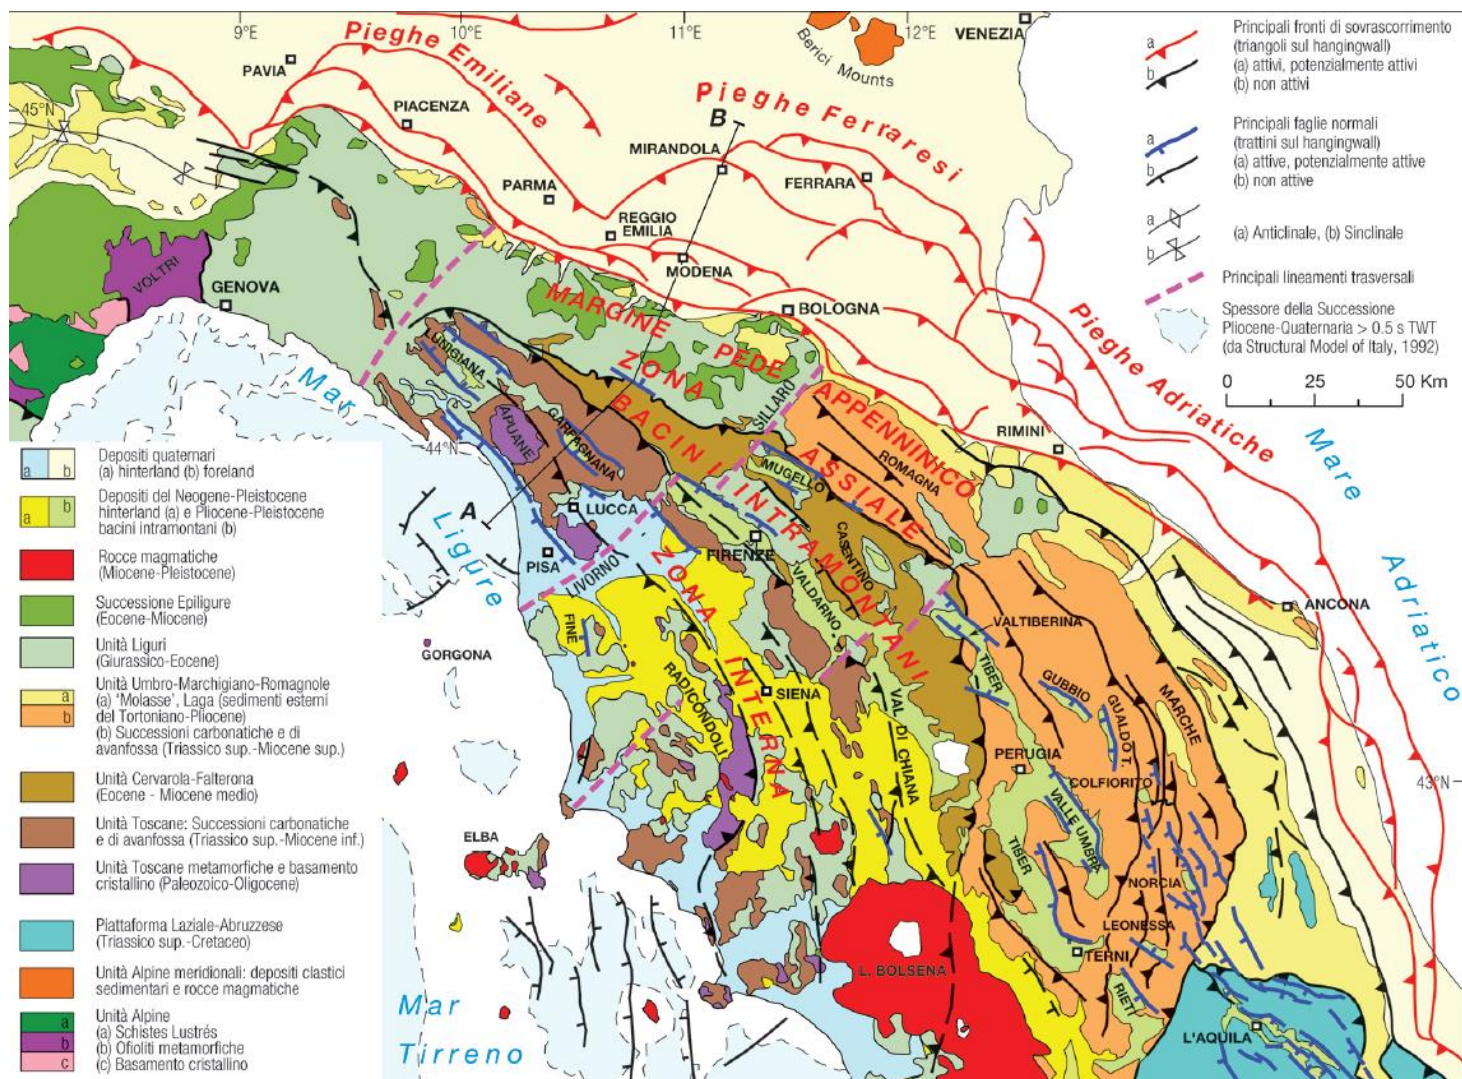 9°E
10°E
11°E
12°E
VENEZIA
Berici Mounts
PAVIA
Pieghe Emiliane
45°N
PIACENZA
Pieghe Ferraresi
B
MIRANDOLA
FERRARA
PARMA
REGGIO
EMILIA
MODENA
BOLOGNA
VOLTRI
GENOVA
MARGINE PEDE APPENNINICO
ZONA ASSIALE
BACINI INTRAMONTANI
ZONA INTERNA
SILLARO
Pieghe Adriatiche
Mar Ligure
LUNIGIANA
APUANE
GARFAGNANA
44°N
A
LUCCA
PISA
LIVORNO
FIRENZE
MUGELLO
ROMAGNA
CASENTINO
VALDARNO
RIMINI
Mare Adriatico
ANCONA
FINE
GORGONA
RADICONDOLI
SIENA
VAL DI CHIANA
VALTIBERINA
TIBER
GUBBIO
GUALDO T.
MARCHE
PERUGIA
COLFIORITO
VALLE UMBRA
43°N
ELBA
TIBER
NORCIA
LEONESSA
TERNI
RIETI
L. BOLSENA
L'AQUILA
Mar
Tirreno
a
b
Principali fronti di sovrascorrimento
(triangoli sul hangingwall)
(a) attivi, potenzialmente attivi
(b) non attivi
a
b
Principali faglie normali
(trattini sul hangingwall)
(a) attive, potenzialmente attive
(b) non attive
a
b
(a) Anticlinale, (b) Sinclinale
Principali lineamenti trasversali
Spessore della Successione
Pliocene-Quaternaria > 0.5 s TWT
(da Structural Model of Italy, 1992)
0 25 50 Km
a b
Depositi quaternari
(a) hinterland (b) foreland
a b
Depositi del Neogene-Pleistocene
hinterland (a) e Pliocene-Pleistocene
bacini intramontani (b)
Rocce magmatiche
(Miocene-Pleistocene)
Successione Epiligure
(Eocene-Miocene)
Unità Liguri
(Giurassico-Eocene)
a
b
Unità Umbro-Marchigiano-Romagnole
(a) 'Molasse', Laga (sedimenti esterni
del Tortoniano-Pliocene)
(b) Successioni carbonatiche e di
avanfossa (Triassico sup.-Miocene sup.)
Unità Cervarola-Falterona
(Eocene - Miocene medio)
Unità Toscane: Successioni carbonatiche
e di avanfossa (Triassico sup.-Miocene inf.)
Unità Toscane metamorfiche e basamento
cristallino (Paleozoico-Oligocene)
Piattaforma Laziale-Abruzzese
(Triassico sup.-Cretaceo)
Unità Alpine meridionali: depositi clastici
sedimentari e rocce magmatiche
a
b
c
Unità Alpine
(a) Schistes Lustrés
(b) Ofioliti metamorfiche
(c) Basamento cristallino